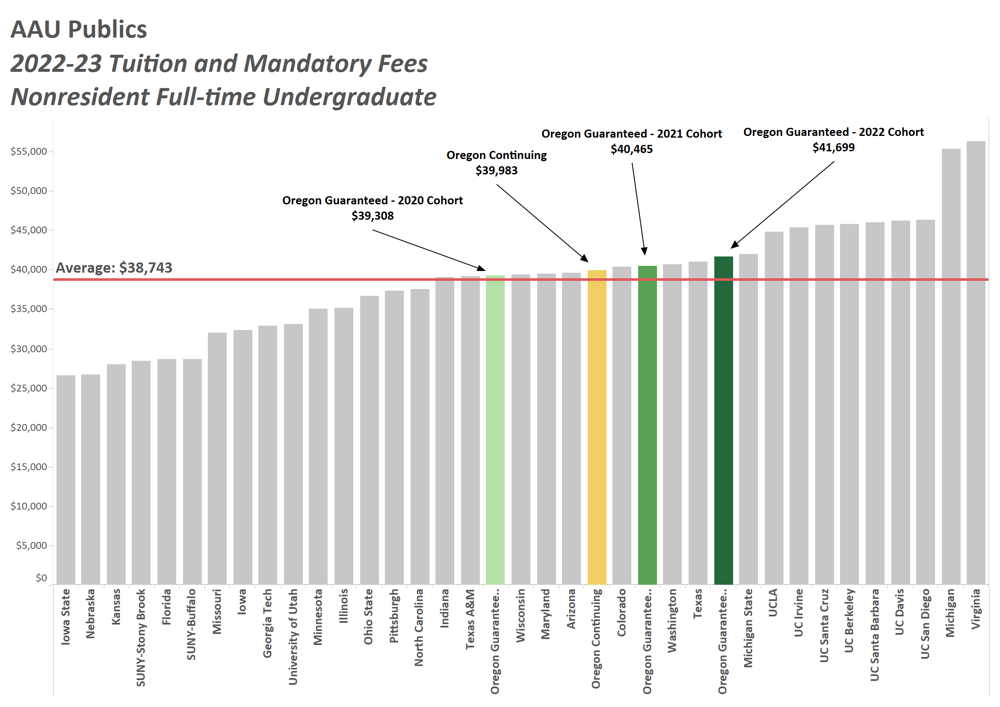 AAU Publics
2022-23 Tuition and Mandatory Fees
Nonresident Full-time Undergraduate
Oregon Guaranteed - 2021 Cohort
$40,465
Oregon Guaranteed - 2022 Cohort
$41,699
Oregon Continuing
$39,983
Oregon Guaranteed - 2020 Cohort
$39,308
Average: $38,743
$55,000
$50,000
$45,000
$40,000
$35,000
$30,000
$25,000
$20,000
$15,000
$10,000
$5,000
$0
Iowa State
Nebraska
Kansas
SUNY-Stony Brook
Florida
SUNY-Buffalo
Missouri
Iowa
Georgia Tech
University of Utah
Minnesota
Illinois
Ohio State
Pittsburgh
North Carolina
Indiana
Texas A&M
Oregon Guarantee..
Wisconsin
Maryland
Arizona
Oregon Continuing
Colorado
Oregon Guarantee..
Washington
Texas
Oregon Guarantee..
Michigan State
UCLA
UC Irvine
UC Santa Cruz
UC Berkeley
UC Santa Barbara
UC Davis
UC San Diego
Michigan
Virginia